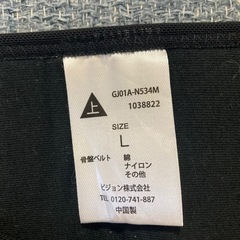 上
GJ01A-N534M
1038822
SIZE
L
骨盤ベルト 綿
ナイロン
その他
ピジョン株式会社
TEL 0120-741-887
中国製